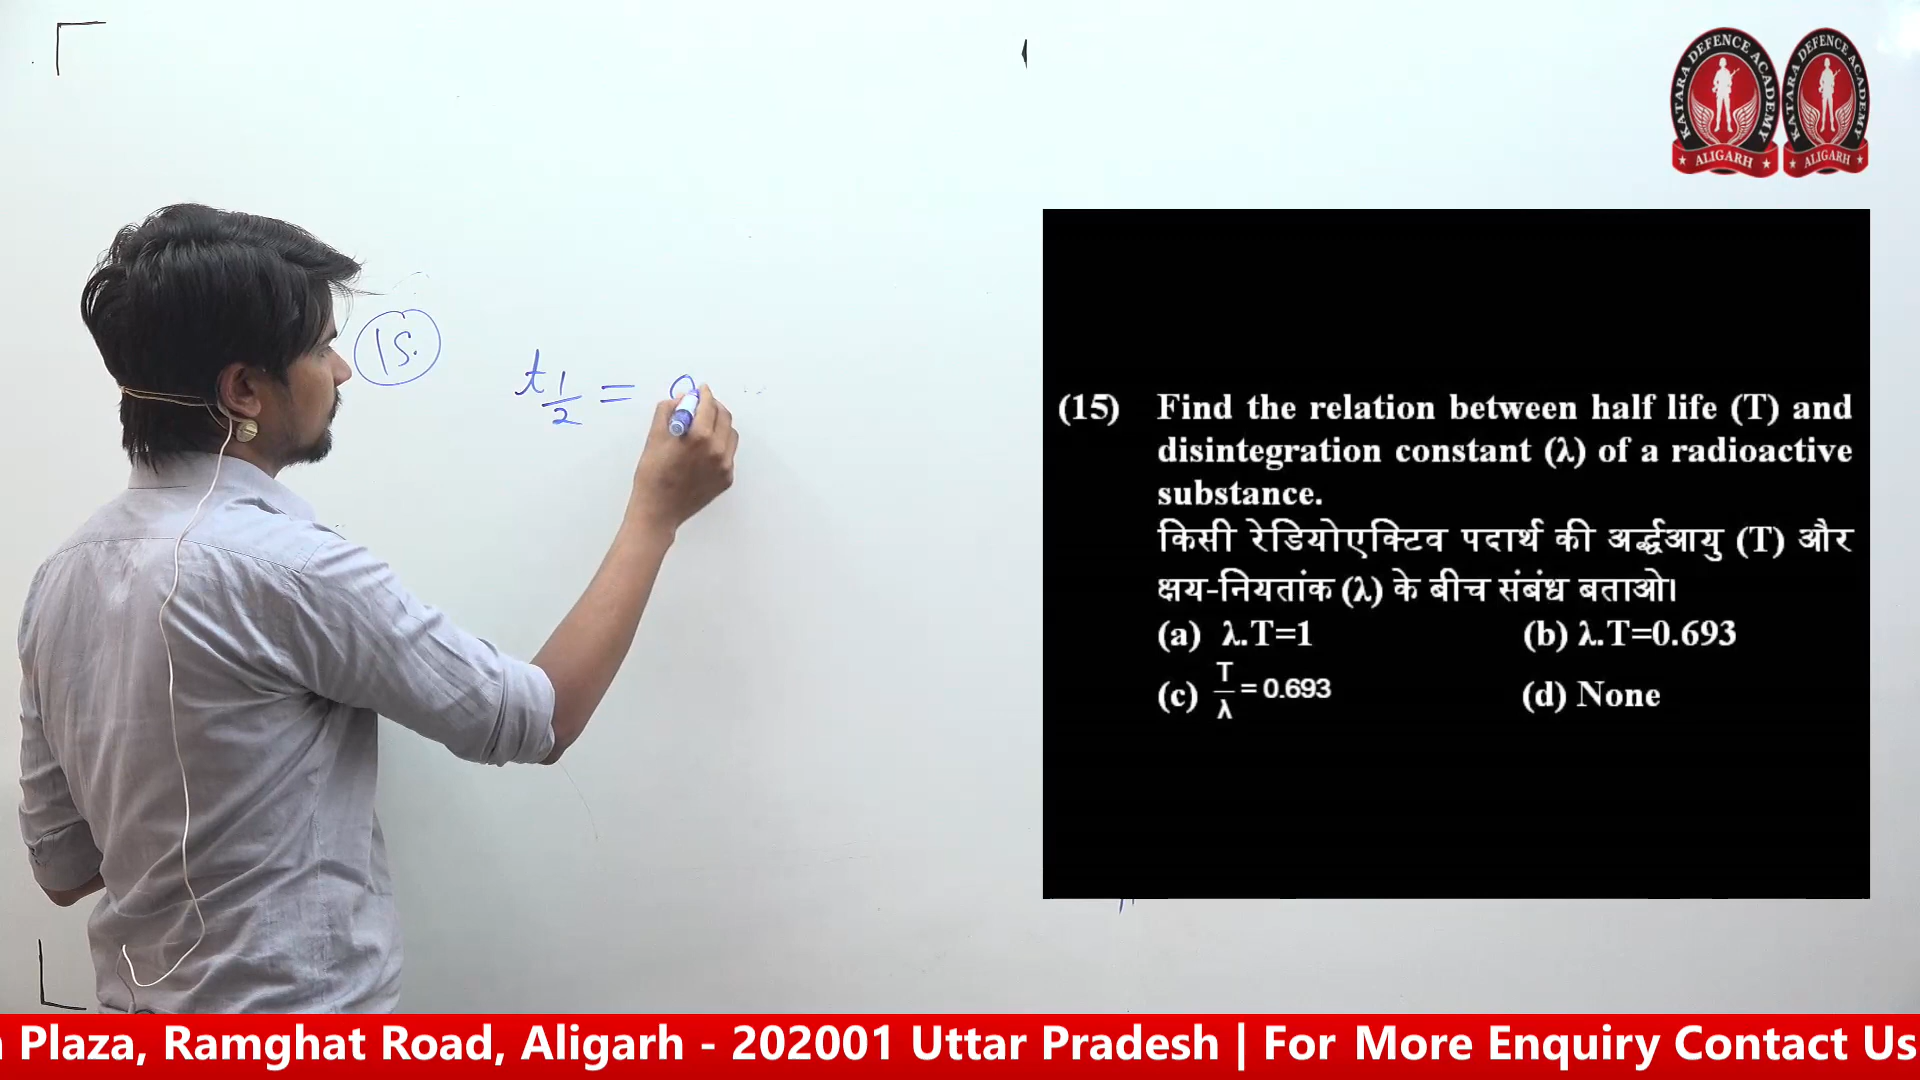 KATARA DEFENCE ACADEMY
ALIGARH
KATARA DEFENCE ACADEMY
ALIGARH
15.
t 1/2 = 0
(15) Find the relation between half life (T) and
disintegration constant (λ) of a radioactive
substance.
किसी रेडियोएक्टिव पदार्थ की अर्द्धआयु (T) और
क्षय-नियतांक (λ) के बीच संबंध बताओ।
(a) λ.T=1 (b) λ.T=0.693
(c) T/λ = 0.693 (d) None
Plaza, Ramghat Road, Aligarh - 202001 Uttar Pradesh | For More Enquiry Contact Us